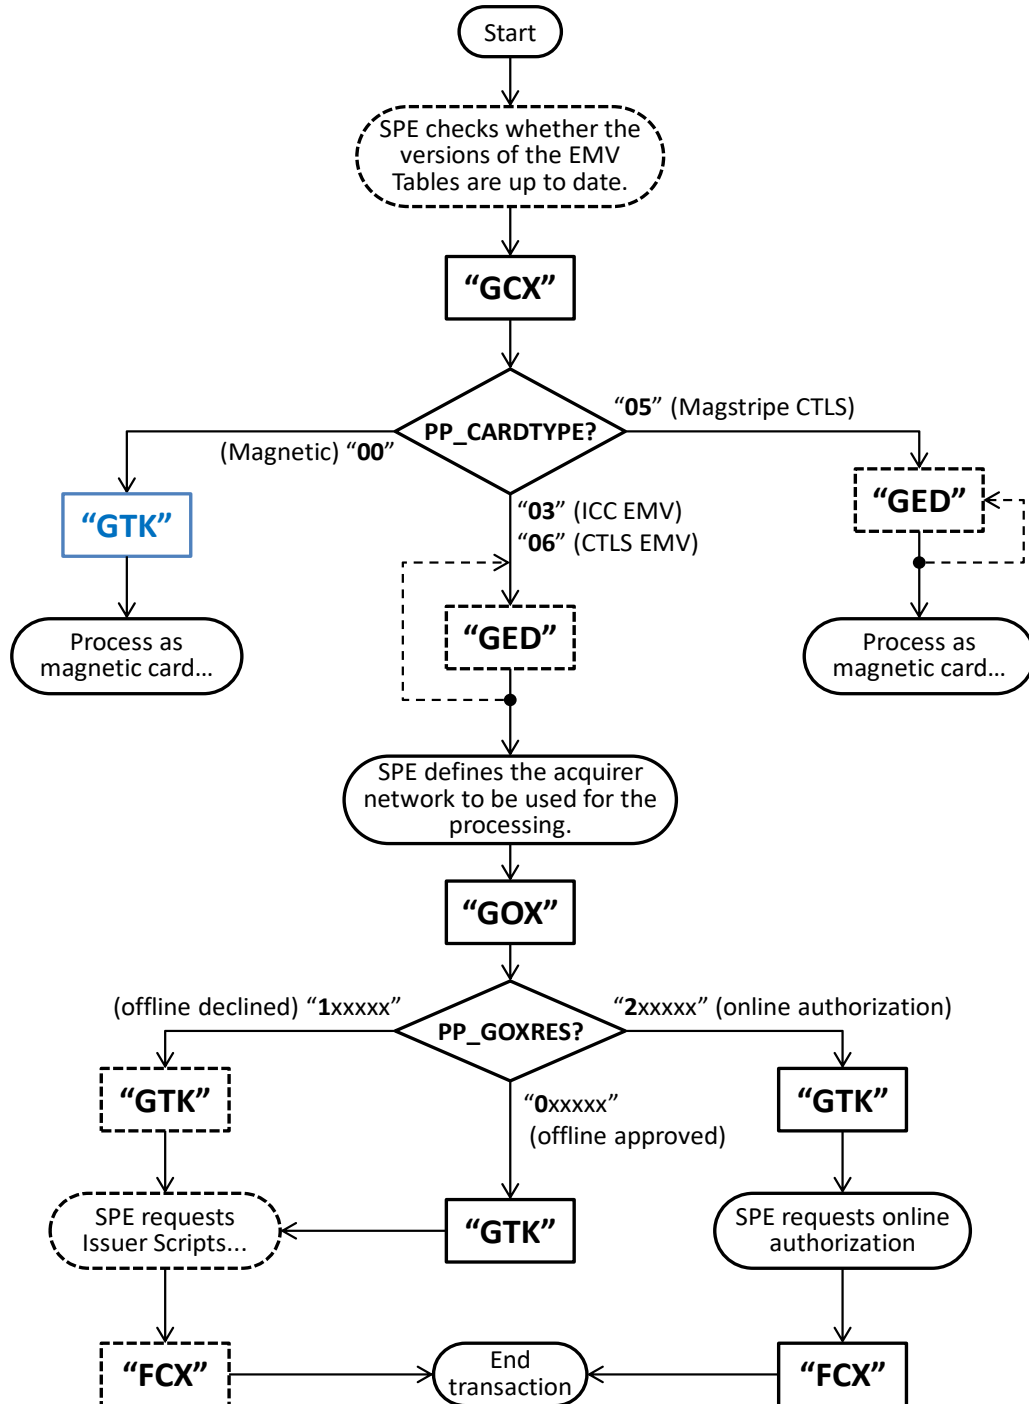 Start
SPE checks whether the
versions of the EMV
Tables are up to date.
“GCX”
PP_CARDTYPE?
(Magnetic) “00”
“05” (Magstripe CTLS)
“03” (ICC EMV)
“06” (CTLS EMV)
“GTK”
“GED”
“GED”
Process as
magnetic card...
Process as
magnetic card...
SPE defines the acquirer
network to be used for the
processing.
“GOX”
PP_GOXRES?
(offline declined) “1xxxxx”
“2xxxxx” (online authorization)
“0xxxxx”
(offline approved)
“GTK”
“GTK”
“GTK”
SPE requests
Issuer Scripts...
SPE requests online
authorization
“FCX”
End
transaction
“FCX”